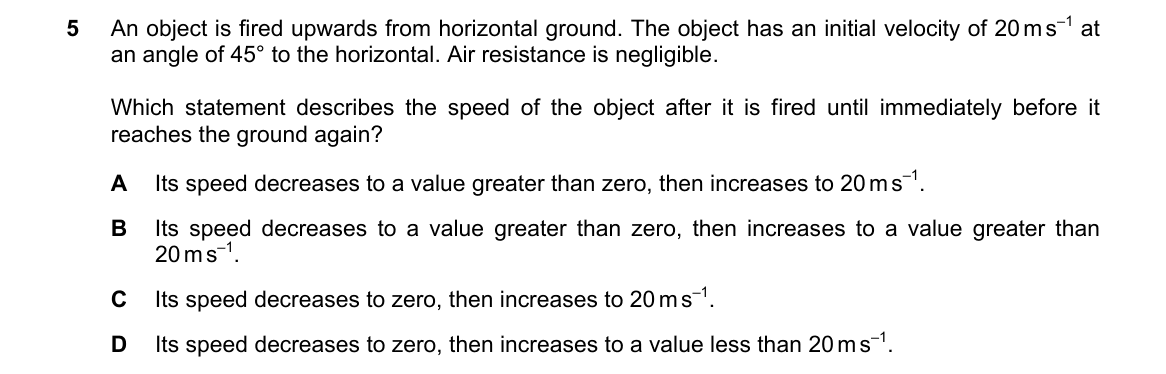 5 An object is fired upwards from horizontal ground. The object has an initial velocity of 20 m s⁻¹ at
an angle of 45° to the horizontal. Air resistance is negligible.
Which statement describes the speed of the object after it is fired until immediately before it
reaches the ground again?
A Its speed decreases to a value greater than zero, then increases to 20 m s⁻¹.
B Its speed decreases to a value greater than zero, then increases to a value greater than
20 m s⁻¹.
C Its speed decreases to zero, then increases to 20 m s⁻¹.
D Its speed decreases to zero, then increases to a value less than 20 m s⁻¹.